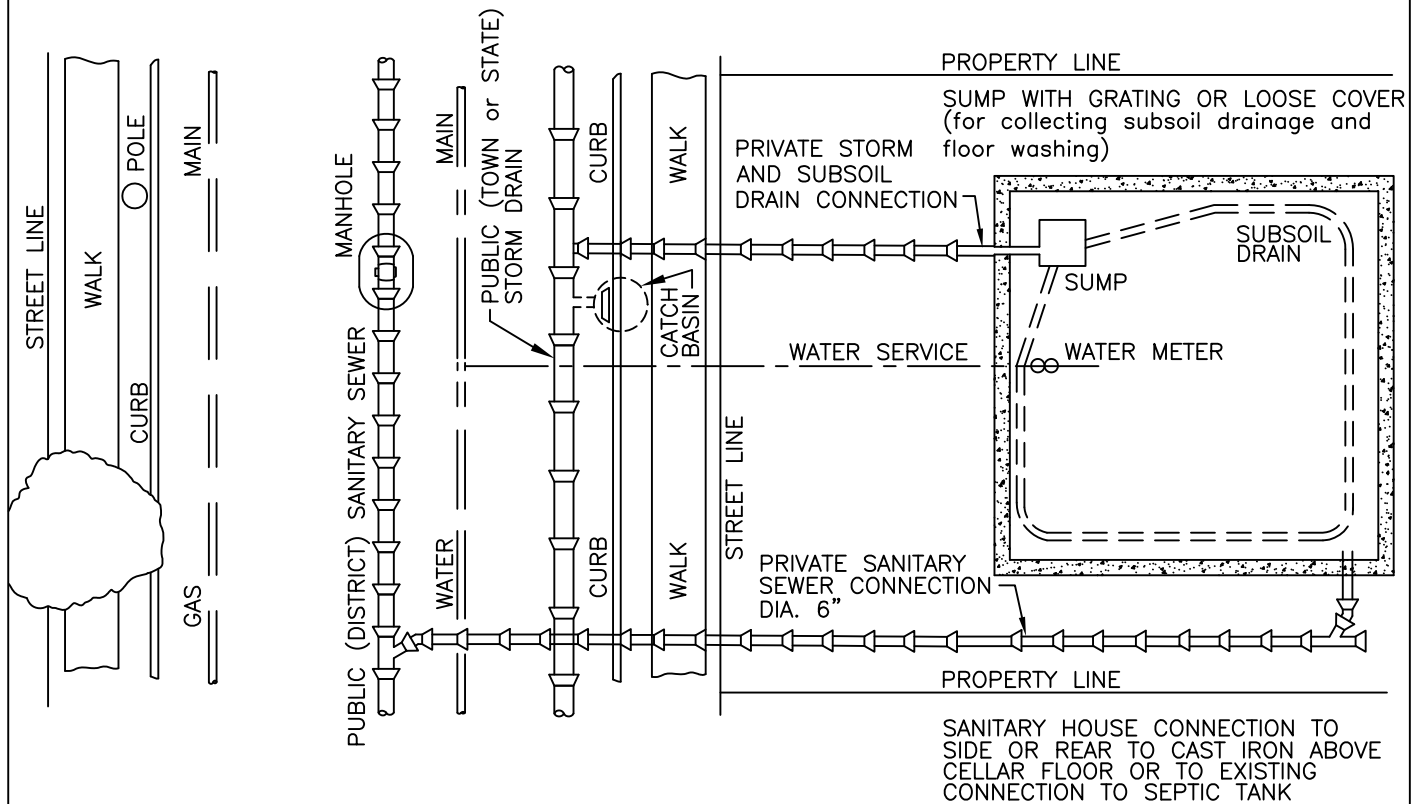 STREET LINE
WALK
POLE
CURB
MAIN
GAS
MANHOLE
PUBLIC (DISTRICT) SANITARY SEWER
MAIN
WATER
PUBLIC (TOWN or STATE)
STORM DRAIN
CURB
WALK
CATCH
BASIN
CURB
WALK
STREET LINE
PROPERTY LINE
SUMP WITH GRATING OR LOOSE COVER
(for collecting subsoil drainage and
floor washing)
PRIVATE STORM
AND SUBSOIL
DRAIN CONNECTION
SUBSOIL
DRAIN
SUMP
WATER SERVICE
WATER METER
PRIVATE SANITARY
SEWER CONNECTION
DIA. 6"
PROPERTY LINE
SANITARY HOUSE CONNECTION TO
SIDE OR REAR TO CAST IRON ABOVE
CELLAR FLOOR OR TO EXISTING
CONNECTION TO SEPTIC TANK